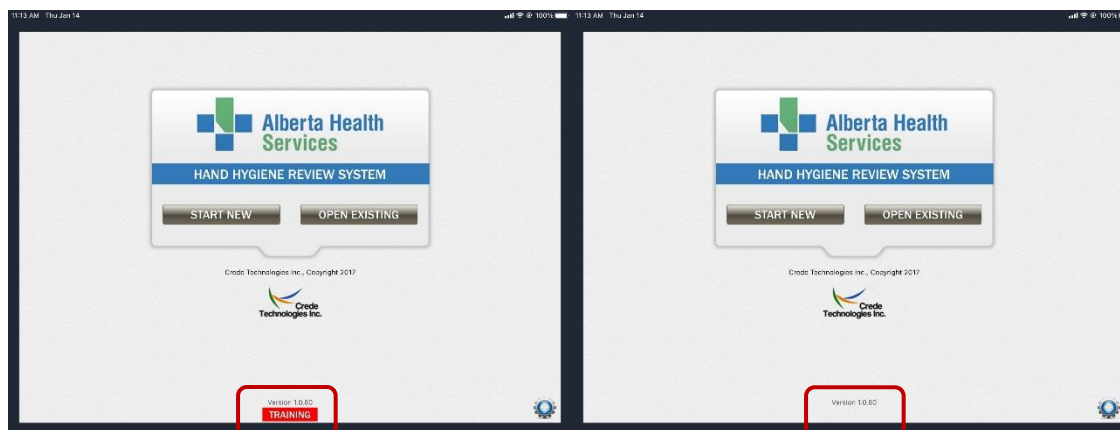 11:13 AM Thu Jan 14
100%
Alberta Health
Services
HAND HYGIENE REVIEW SYSTEM
START NEW
OPEN EXISTING
Crede Technologies Inc., Copyright 2017
Crede
Technologies Inc.
Version 1.0.60
TRAINING
11:13 AM Thu Jan 14
100%
Alberta Health
Services
HAND HYGIENE REVIEW SYSTEM
START NEW
OPEN EXISTING
Crede Technologies Inc., Copyright 2017
Crede
Technologies Inc.
Version 1.0.60